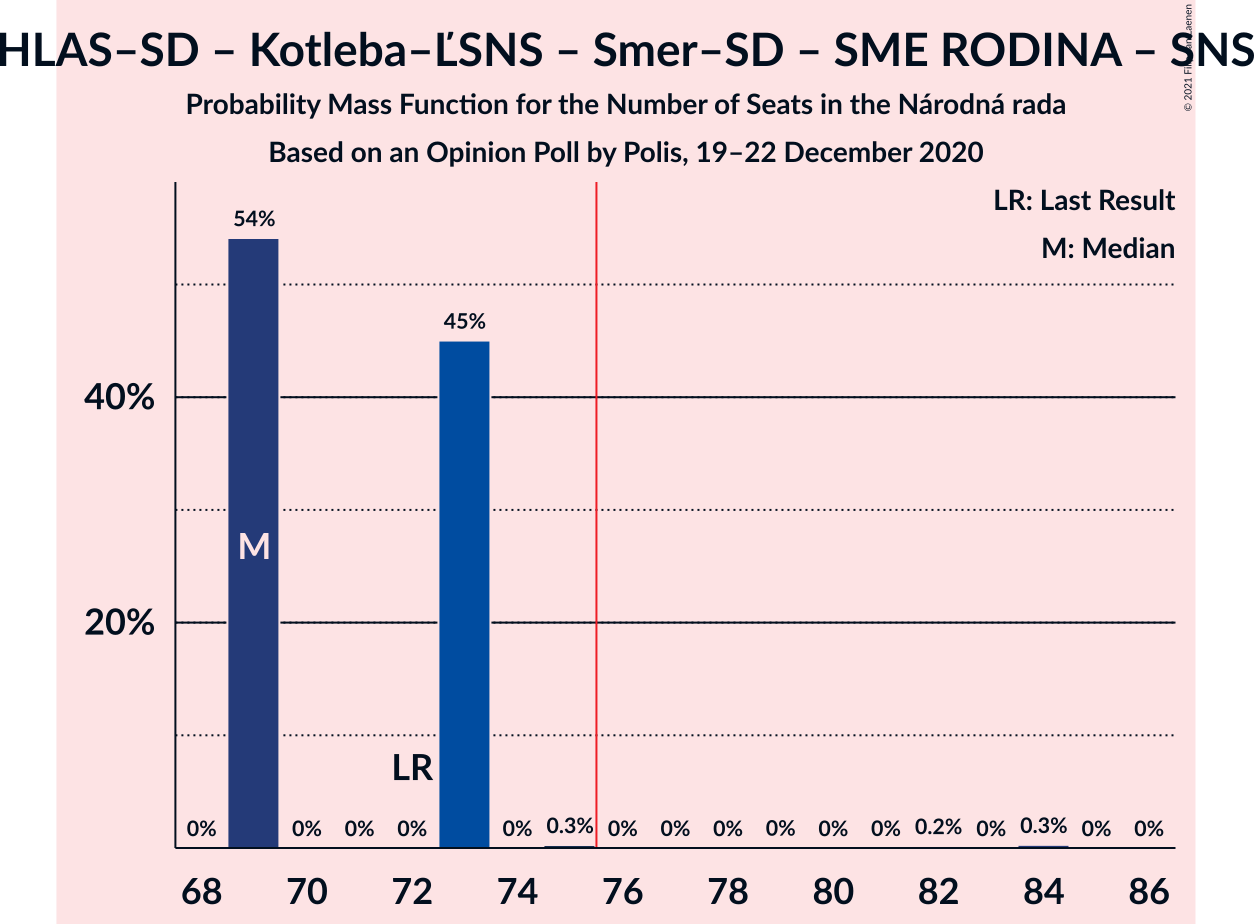 HLAS–SD – Kotleba–ĽSNS – Smer–SD – SME RODINA – SNS
Probability Mass Function for the Number of Seats in the Národná rada
Based on an Opinion Poll by Polis, 19–22 December 2020
© 2021
LR: Last Result
M: Median
54%
45%
40%
M
20%
LR
0% 0% 0% 0% 0% 0.3% 0% 0% 0% 0% 0% 0% 0.2% 0% 0.3% 0% 0%
68 70 72 74 76 78 80 82 84 86